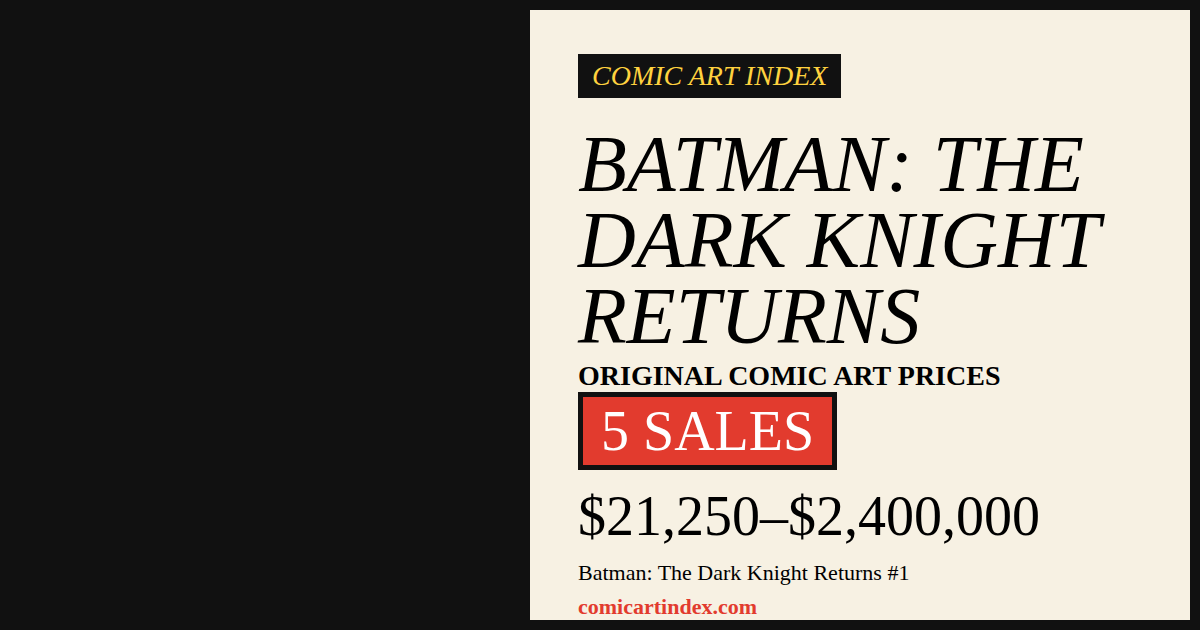 COMIC ART INDEX
BATMAN: THE
DARK KNIGHT
RETURNS
ORIGINAL COMIC ART PRICES
5 SALES
$21,250–$2,400,000
Batman: The Dark Knight Returns #1
comicartindex.com